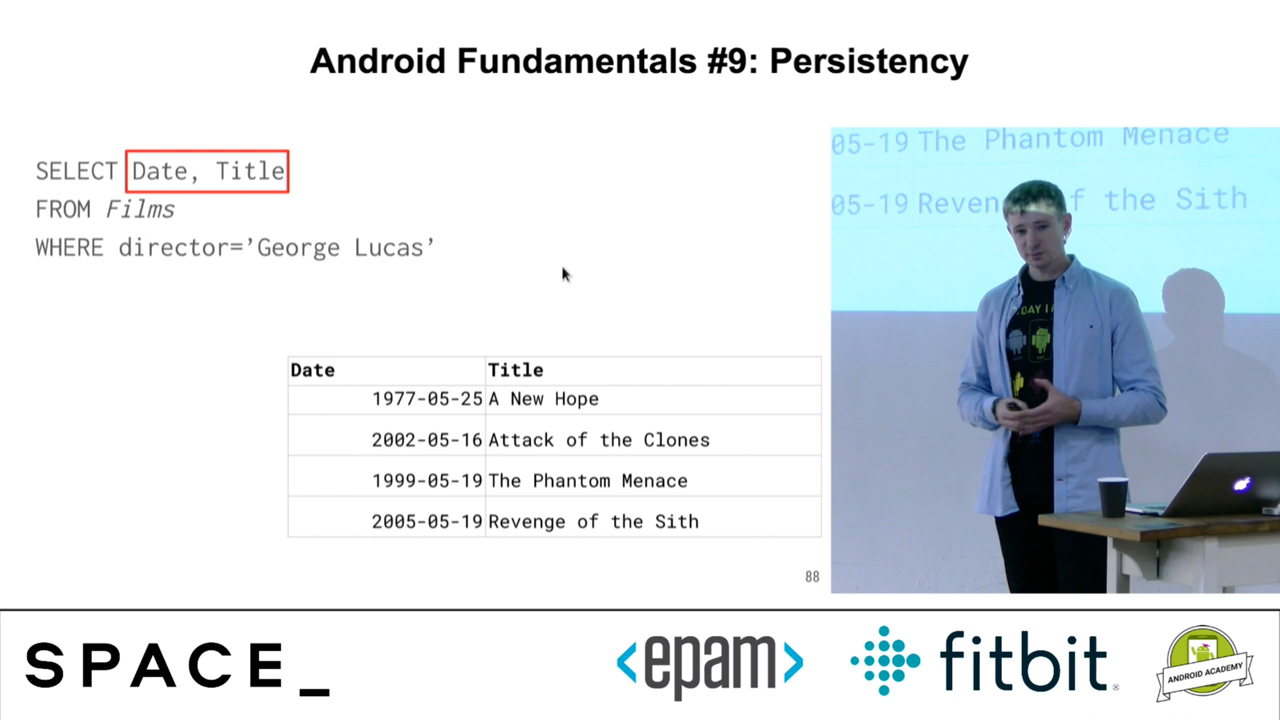 Android Fundamentals #9: Persistency
SELECT Date, Title
FROM Films
WHERE director=’George Lucas’
Date Title
1977-05-25 A New Hope
2002-05-16 Attack of the Clones
1999-05-19 The Phantom Menace
2005-05-19 Revenge of the Sith
88
05-19 The Phantom Menace
05-19 Reven f the Sith
DAY I
SPACE_
<epam>
fitbit
ANDROID ACADEMY